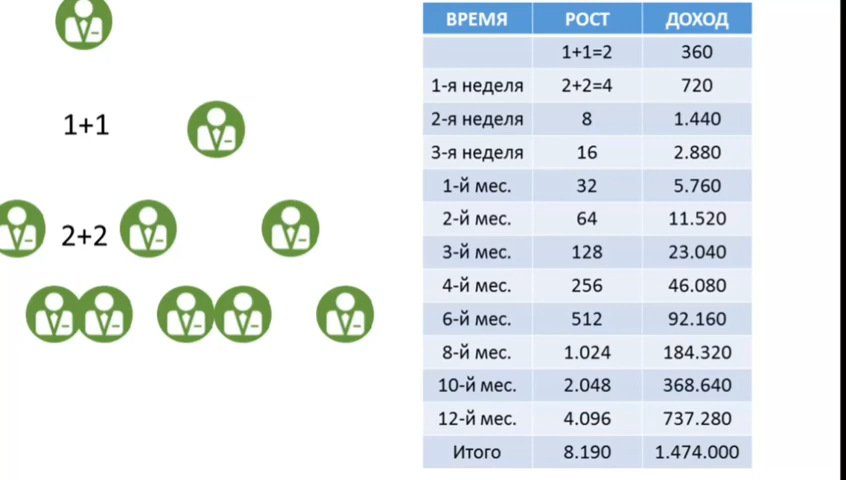 1+1
2+2
ВРЕМЯ РОСТ ДОХОД
1+1=2 360
1-я неделя 2+2=4 720
2-я неделя 8 1.440
3-я неделя 16 2.880
1-й мес. 32 5.760
2-й мес. 64 11.520
3-й мес. 128 23.040
4-й мес. 256 46.080
6-й мес. 512 92.160
8-й мес. 1.024 184.320
10-й мес. 2.048 368.640
12-й мес. 4.096 737.280
Итого 8.190 1.474.000